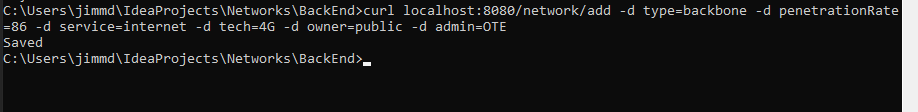 C:\Users\jimmd\IdeaProjects\Networks\BackEnd>curl localhost:8080/network/add -d type=backbone -d penetrationRate
=86 -d service=internet -d tech=4G -d owner=public -d admin=OTE
Saved
C:\Users\jimmd\IdeaProjects\Networks\BackEnd>